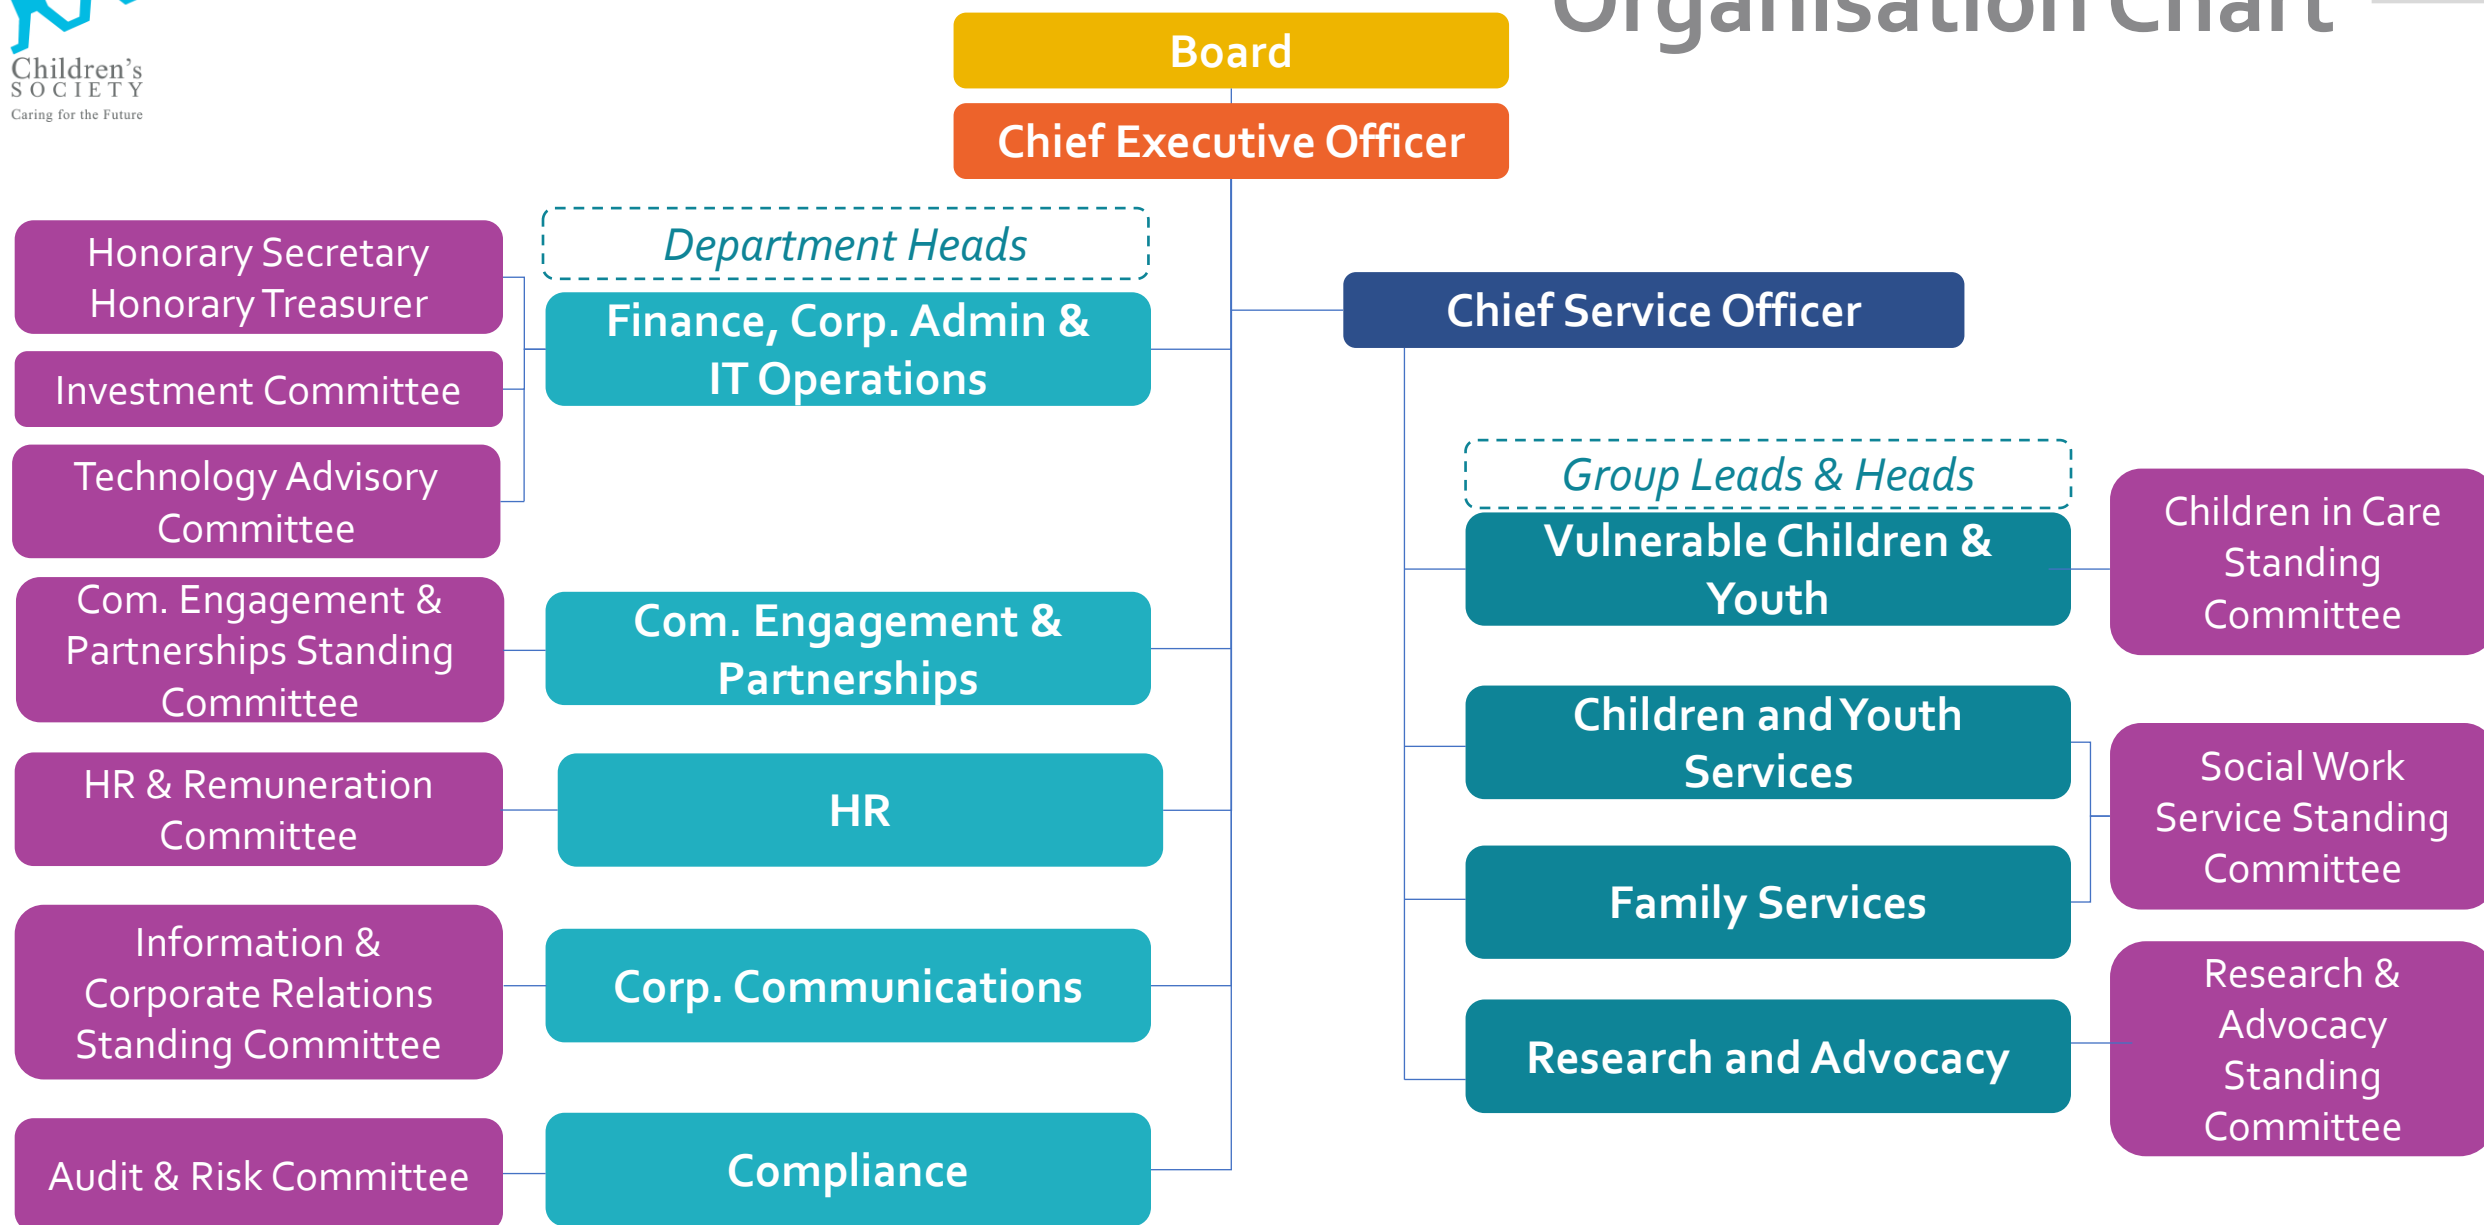 Organisation Chart
Children's
SOCIETY
Caring for the Future
Board
Chief Executive Officer
Department Heads
Honorary Secretary
Honorary Treasurer
Investment Committee
Technology Advisory
Committee
Finance, Corp. Admin &
IT Operations
Com. Engagement &
Partnerships Standing
Committee
Com. Engagement &
Partnerships
HR & Remuneration
Committee
HR
Information &
Corporate Relations
Standing Committee
Corp. Communications
Audit & Risk Committee
Compliance
Chief Service Officer
Group Leads & Heads
Vulnerable Children &
Youth
Children in Care
Standing
Committee
Children and Youth
Services
Family Services
Social Work
Service Standing
Committee
Research and Advocacy
Research &
Advocacy
Standing
Committee